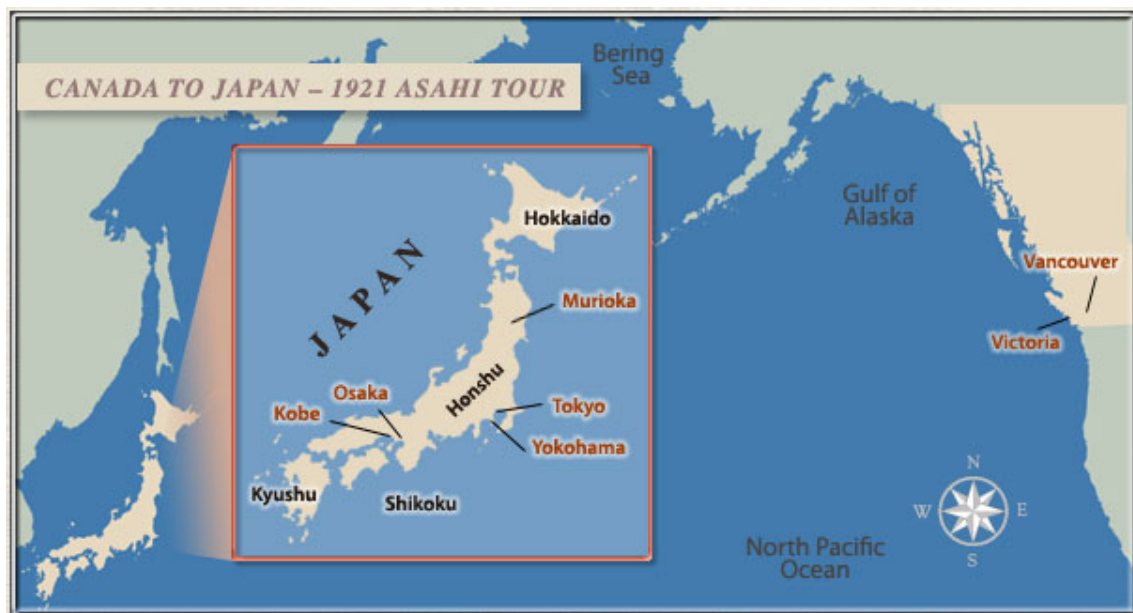 CANADA TO JAPAN – 1921 ASAHI TOUR
Bering
Sea
Gulf of
Alaska
Vancouver
Victoria
JAPAN
Hokkaido
Murioka
Honshu
Osaka
Kobe
Tokyo
Yokohama
Kyushu
Shikoku
N
W
E
S
North Pacific
Ocean